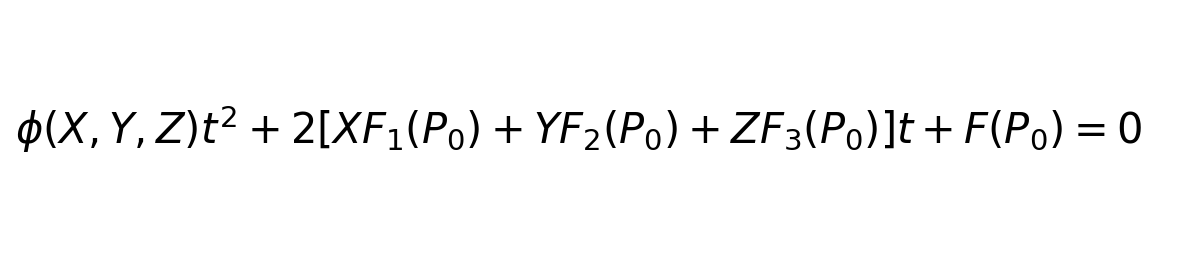 ϕ(X, Y, Z)t² + 2[XF₁(P₀) + YF₂(P₀) + ZF₃(P₀)]t + F(P₀) = 0